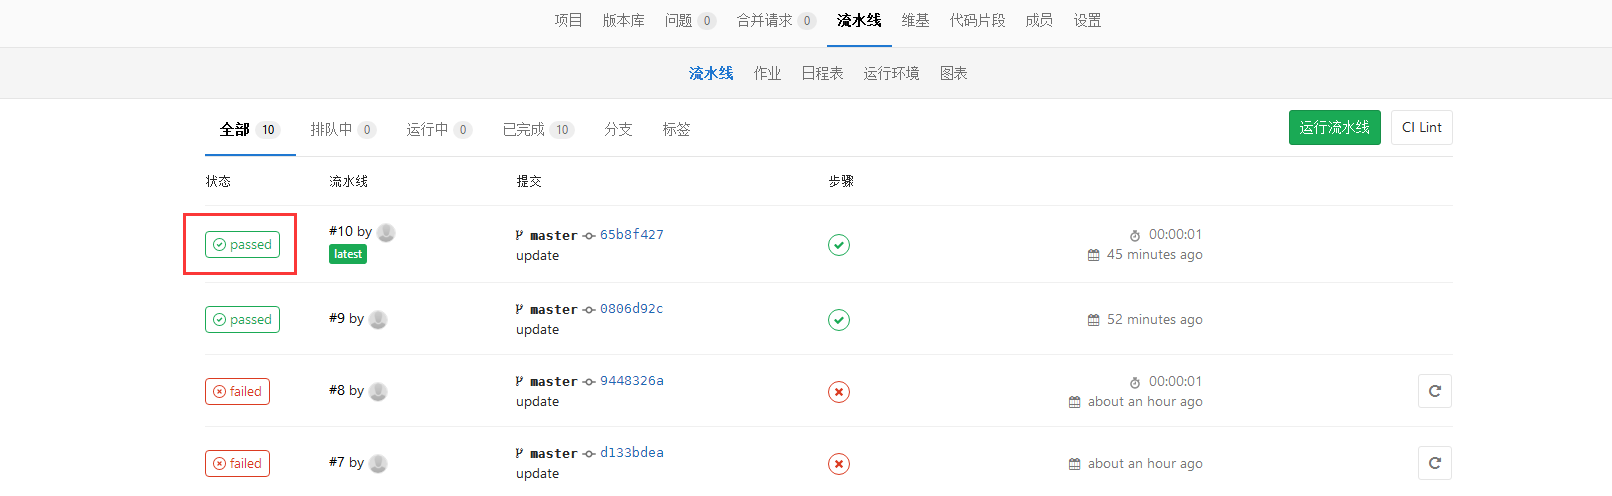 项目 版本库 问题 0 合并请求 0 流水线 维基 代码片段 成员 设置
流水线 作业 日程表 运行环境 图表
全部 10 排队中 0 运行中 0 已完成 10 分支 标签 运行流水线 CI Lint
状态 流水线 提交 步骤
passed #10 by master 65b8f427 00:00:01
latest update 45 minutes ago
passed #9 by master 0806d92c 52 minutes ago
update
failed #8 by master 9448326a 00:00:01
update about an hour ago
failed #7 by master d133bdea about an hour ago
update